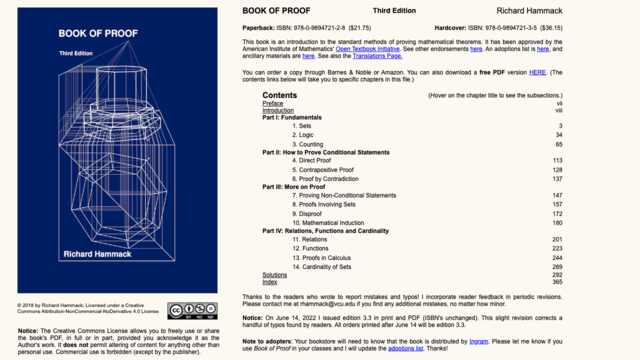 BOOK OF PROOF
Third Edition
Richard Hammack
© 2018 by Richard Hammack; Licensed under a Creative
Commons Attribution-NonCommercial-NoDerivative 4.0 License
CC
BY NC ND
Notice: The Creative Commons License allows you to freely use or share
the book's PDF, in full or in part, provided you acknowledge it as the
Author's work. It does not permit altering of content for anything other than
personal use. Commercial use is forbidden (except by the publisher).
BOOK OF PROOF Third Edition Richard Hammack
Paperback: ISBN: 978-0-9894721-2-8 ($21.75) Hardcover: ISBN: 978-0-9894721-3-5 ($36.15)
This book is an introduction to the standard methods of proving mathematical theorems. It has been approved by the
American Institute of Mathematics' Open Textbook Initiative. See other endorsements here. An adoptions list is here, and
ancillary materials are here. See also the Translations Page.
You can order a copy through Barnes & Noble or Amazon. You can also download a free PDF version HERE. (The
contents links below will take you to specific chapters in this file.)
Contents (Hover on the chapter title to see the subsections.)
Preface vii
Introduction viii
Part I: Fundamentals
1. Sets 3
2. Logic 34
3. Counting 65
Part II: How to Prove Conditional Statements
4. Direct Proof 113
5. Contrapositive Proof 128
6. Proof by Contradiction 137
Part III: More on Proof
7. Proving Non-Conditional Statements 147
8. Proofs Involving Sets 157
9. Disproof 172
10. Mathematical Induction 180
Part IV: Relations, Functions and Cardinality
11. Relations 201
12. Functions 223
13. Proofs in Calculus 244
14. Cardinality of Sets 269
Solutions 292
Index 365
Thanks to the readers who wrote to report mistakes and typos! I incorporate reader feedback in periodic revisions.
Please contact me at rhammack@vcu.edu if you find any additional mistakes, no matter how minor.
Notice: On June 14, 2022 I issued edition 3.3 in print and PDF (ISBN's unchanged). This slight revision corrects a
handful of typos found by readers. All orders printed after June 14 will be edition 3.3.
Note to adopters: Your bookstore will need to know that the book is distributed by Ingram. Please let me know if you
use Book of Proof in your classes and I will update the adoptions list. Thanks!